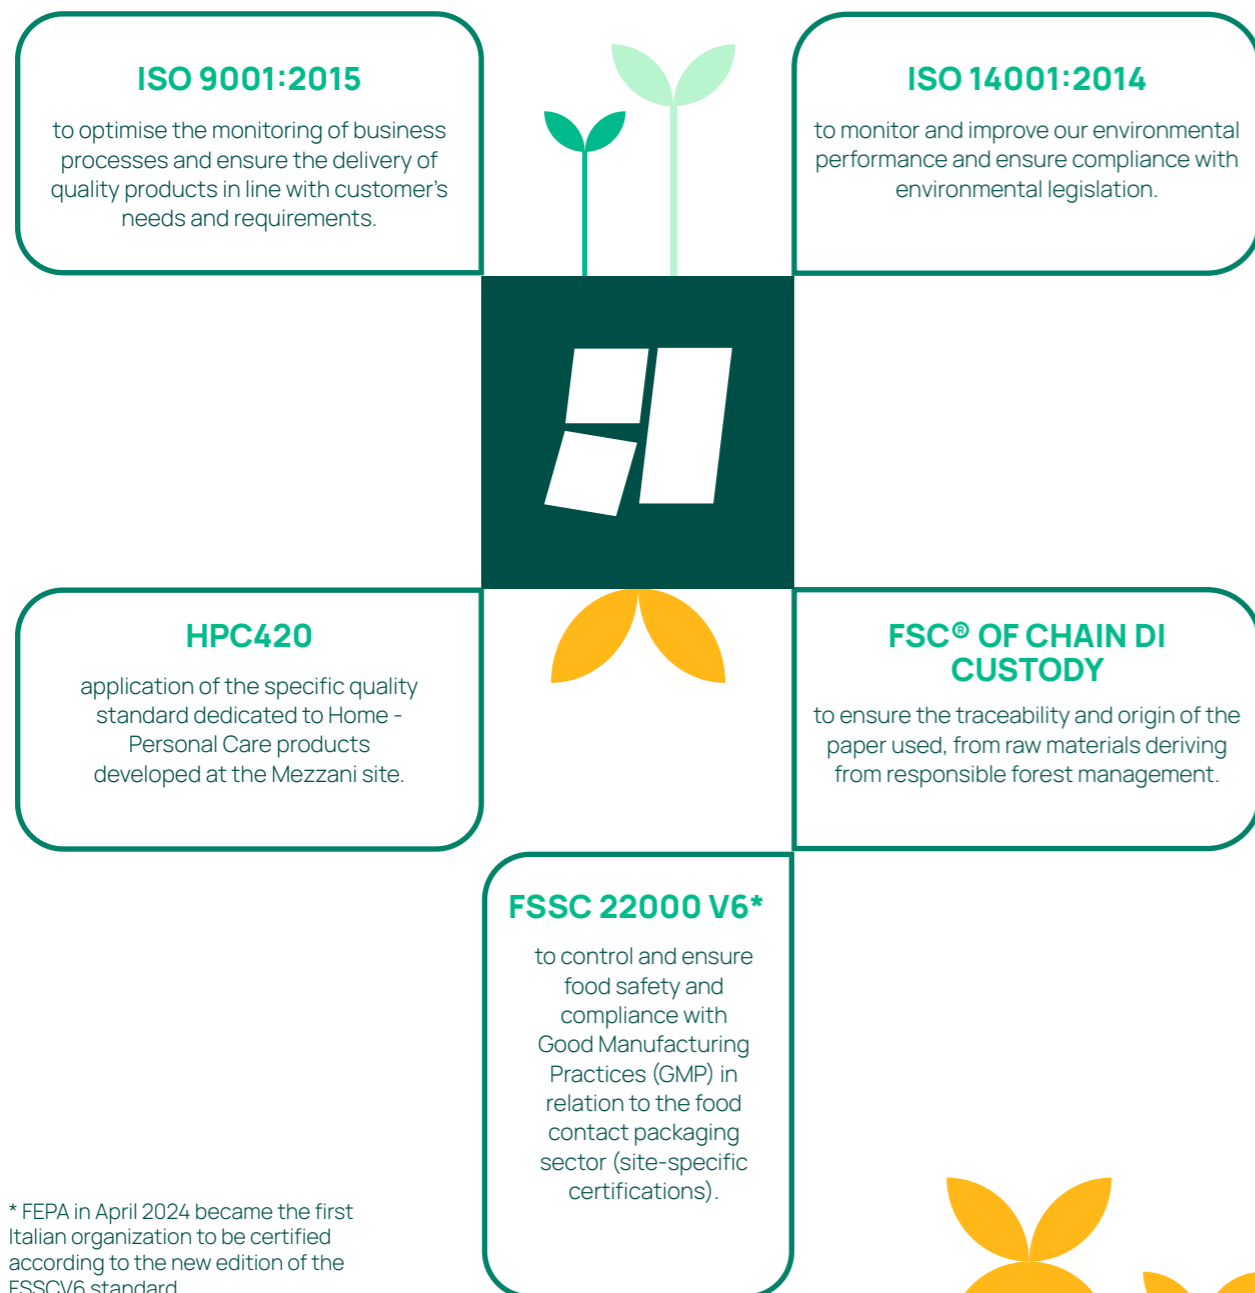 ISO 9001:2015
to optimise the monitoring of business
processes and ensure the delivery of
quality products in line with customer's
needs and requirements.
ISO 14001:2014
to monitor and improve our environmental
performance and ensure compliance with
environmental legislation.
HPC420
application of the specific quality
standard dedicated to Home -
Personal Care products
developed at the Mezzani site.
FSC® OF CHAIN DI
CUSTODY
to ensure the traceability and origin of the
paper used, from raw materials deriving
from responsible forest management.
FSSC 22000 V6*
to control and ensure
food safety and
compliance with
Good Manufacturing
Practices (GMP) in
relation to the food
contact packaging
sector (site-specific
certifications).
* FEPA in April 2024 became the first
Italian organization to be certified
according to the new edition of the
FSSCV6 standard